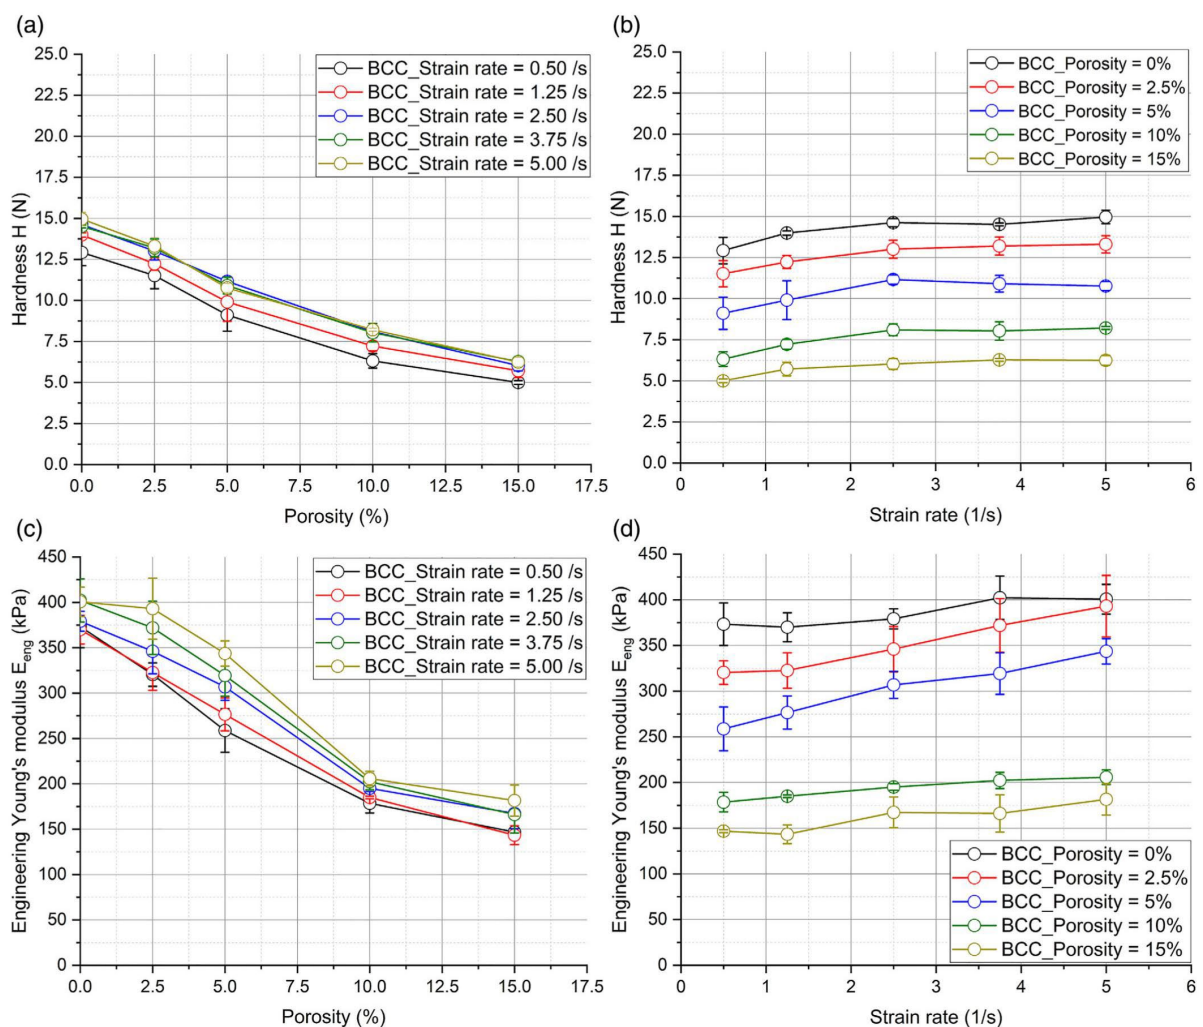 (a)
25.0
22.5
20.0
17.5
15.0
12.5
10.0
7.5
5.0
2.5
0.0
Hardness H (N)
BCC_Strain rate = 0.50 /s
BCC_Strain rate = 1.25 /s
BCC_Strain rate = 2.50 /s
BCC_Strain rate = 3.75 /s
BCC_Strain rate = 5.00 /s
0.0 2.5 5.0 7.5 10.0 12.5 15.0 17.5
Porosity (%)
(b)
25.0
22.5
20.0
17.5
15.0
12.5
10.0
7.5
5.0
2.5
0.0
Hardness H (N)
BCC_Porosity = 0%
BCC_Porosity = 2.5%
BCC_Porosity = 5%
BCC_Porosity = 10%
BCC_Porosity = 15%
0 1 2 3 4 5 6
Strain rate (1/s)
(c)
450
400
350
300
250
200
150
100
50
0
Engineering Young's modulus E_eng (kPa)
BCC_Strain rate = 0.50 /s
BCC_Strain rate = 1.25 /s
BCC_Strain rate = 2.50 /s
BCC_Strain rate = 3.75 /s
BCC_Strain rate = 5.00 /s
0.0 2.5 5.0 7.5 10.0 12.5 15.0 17.5
Porosity (%)
(d)
450
400
350
300
250
200
150
100
50
0
Engineering Young's modulus E_eng (kPa)
BCC_Porosity = 0%
BCC_Porosity = 2.5%
BCC_Porosity = 5%
BCC_Porosity = 10%
BCC_Porosity = 15%
0 1 2 3 4 5 6
Strain rate (1/s)